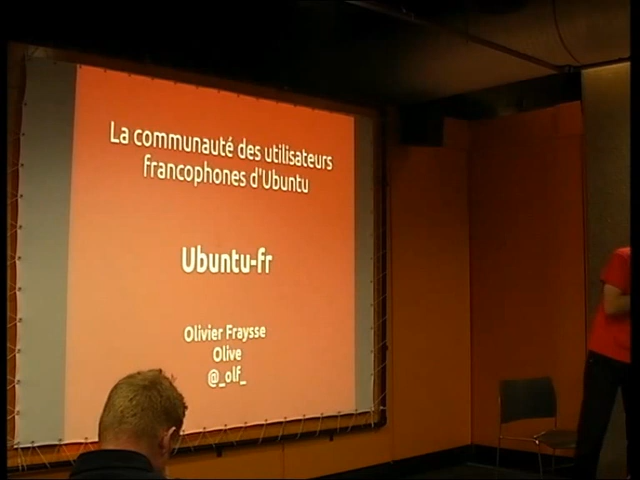 La communauté des utilisateurs
francophones d'Ubuntu
Ubuntu-fr
Olivier Fraysse
Olive
@_olf_